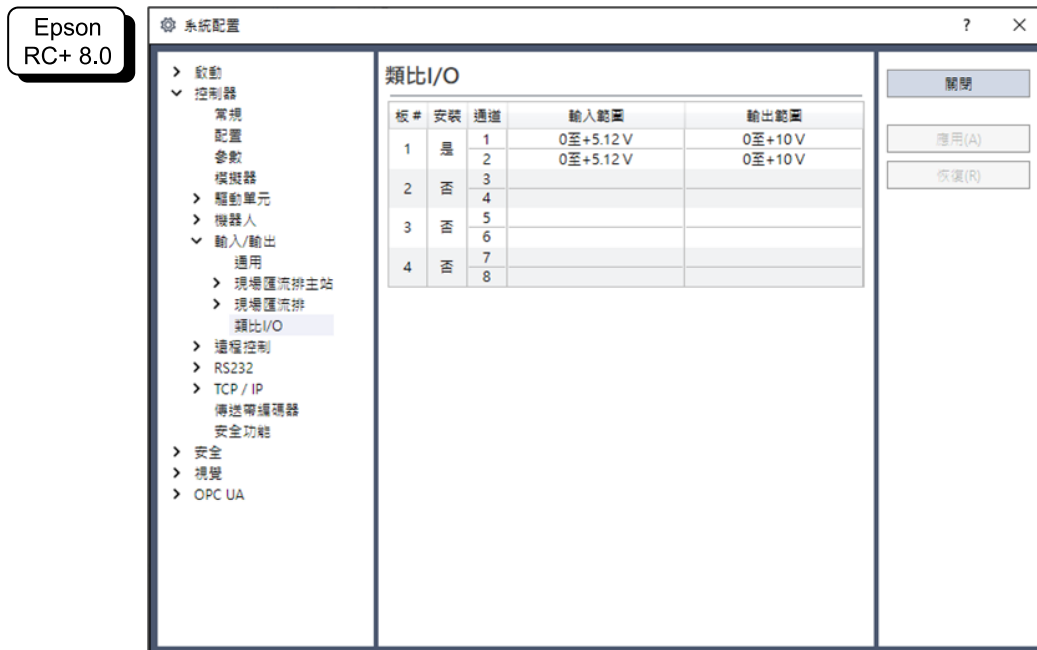 Epson
RC+ 8.0
系統配置
?
啟動
控制器
常規
配置
參數
模擬器
驅動單元
機器人
輸入/輸出
通用
現場匯流排主站
現場匯流排
類比I/O
遠程控制
RS232
TCP / IP
傳送帶編碼器
安全功能
安全
視覺
OPC UA
類比I/O
板 # 安裝 通道 輸入範圍 輸出範圍
1 是 1 0至+5.12 V 0至+10 V
2 0至+5.12 V 0至+10 V
2 否 3
4
3 否 5
6
4 否 7
8
關閉
應用(A)
恢復(R)